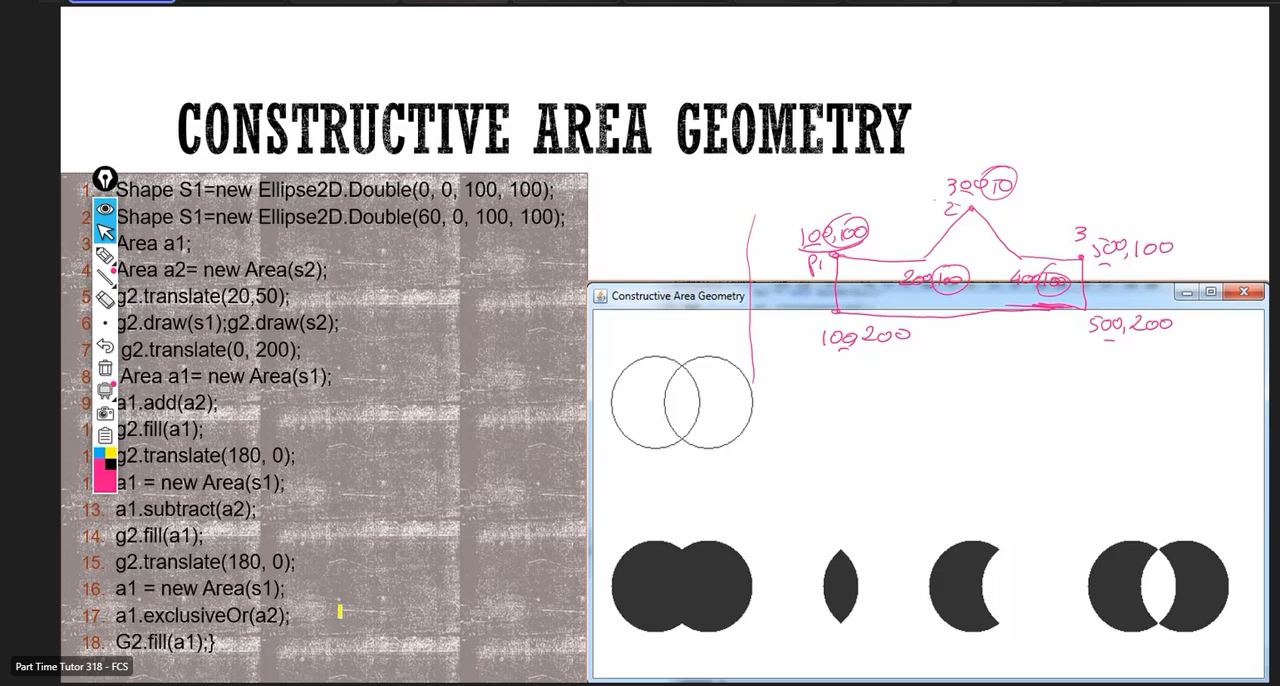 CONSTRUCTIVE AREA GEOMETRY
1. Shape S1=new Ellipse2D.Double(0, 0, 100, 100);
2. Shape S1=new Ellipse2D.Double(60, 0, 100, 100);
3. Area a1;
4. Area a2= new Area(s2);
5. g2.translate(20,50);
6. g2.draw(s1);g2.draw(s2);
7. g2.translate(0, 200);
8. Area a1= new Area(s1);
9. a1.add(a2);
10. g2.fill(a1);
g2.translate(180, 0);
a1 = new Area(s1);
13. a1.subtract(a2);
14. g2.fill(a1);
15. g2.translate(180, 0);
16. a1 = new Area(s1);
17. a1.exclusiveOr(a2);
18. G2.fill(a1);}
2
100,100
P1
3
500,100
200,100
400,100
Constructive Area Geometry
100,200
500,200
Part Time Tutor 318 - FCS